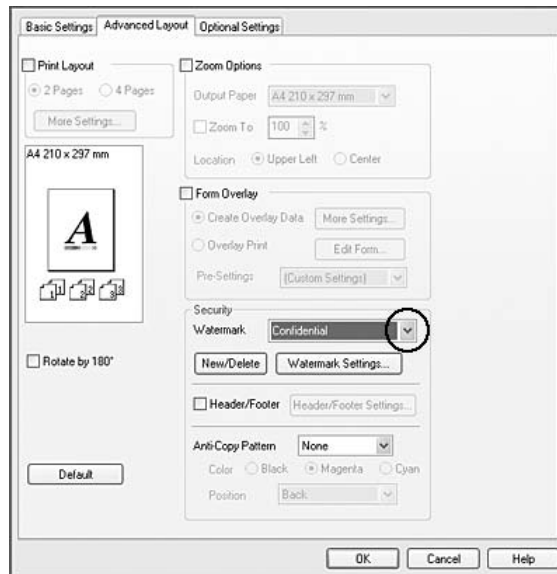 Basic Settings Advanced Layout Optional Settings
Print Layout
2 Pages 4 Pages
More Settings...
A4 210 x 297 mm
A
1 1 2 2 3 3
Rotate by 180°
Default
Zoom Options
Output Paper A4 210 x 297 mm
Zoom To 100 %
Location Upper Left Center
Form Overlay
Create Overlay Data More Settings...
Overlay Print Edit Form...
Pre-Settings (Custom Settings)
Security
Watermark Confidential
New/Delete Watermark Settings...
Header/Footer Header/Footer Settings...
Anti-Copy Pattern None
Color Black Magenta Cyan
Position Back
OK Cancel Help